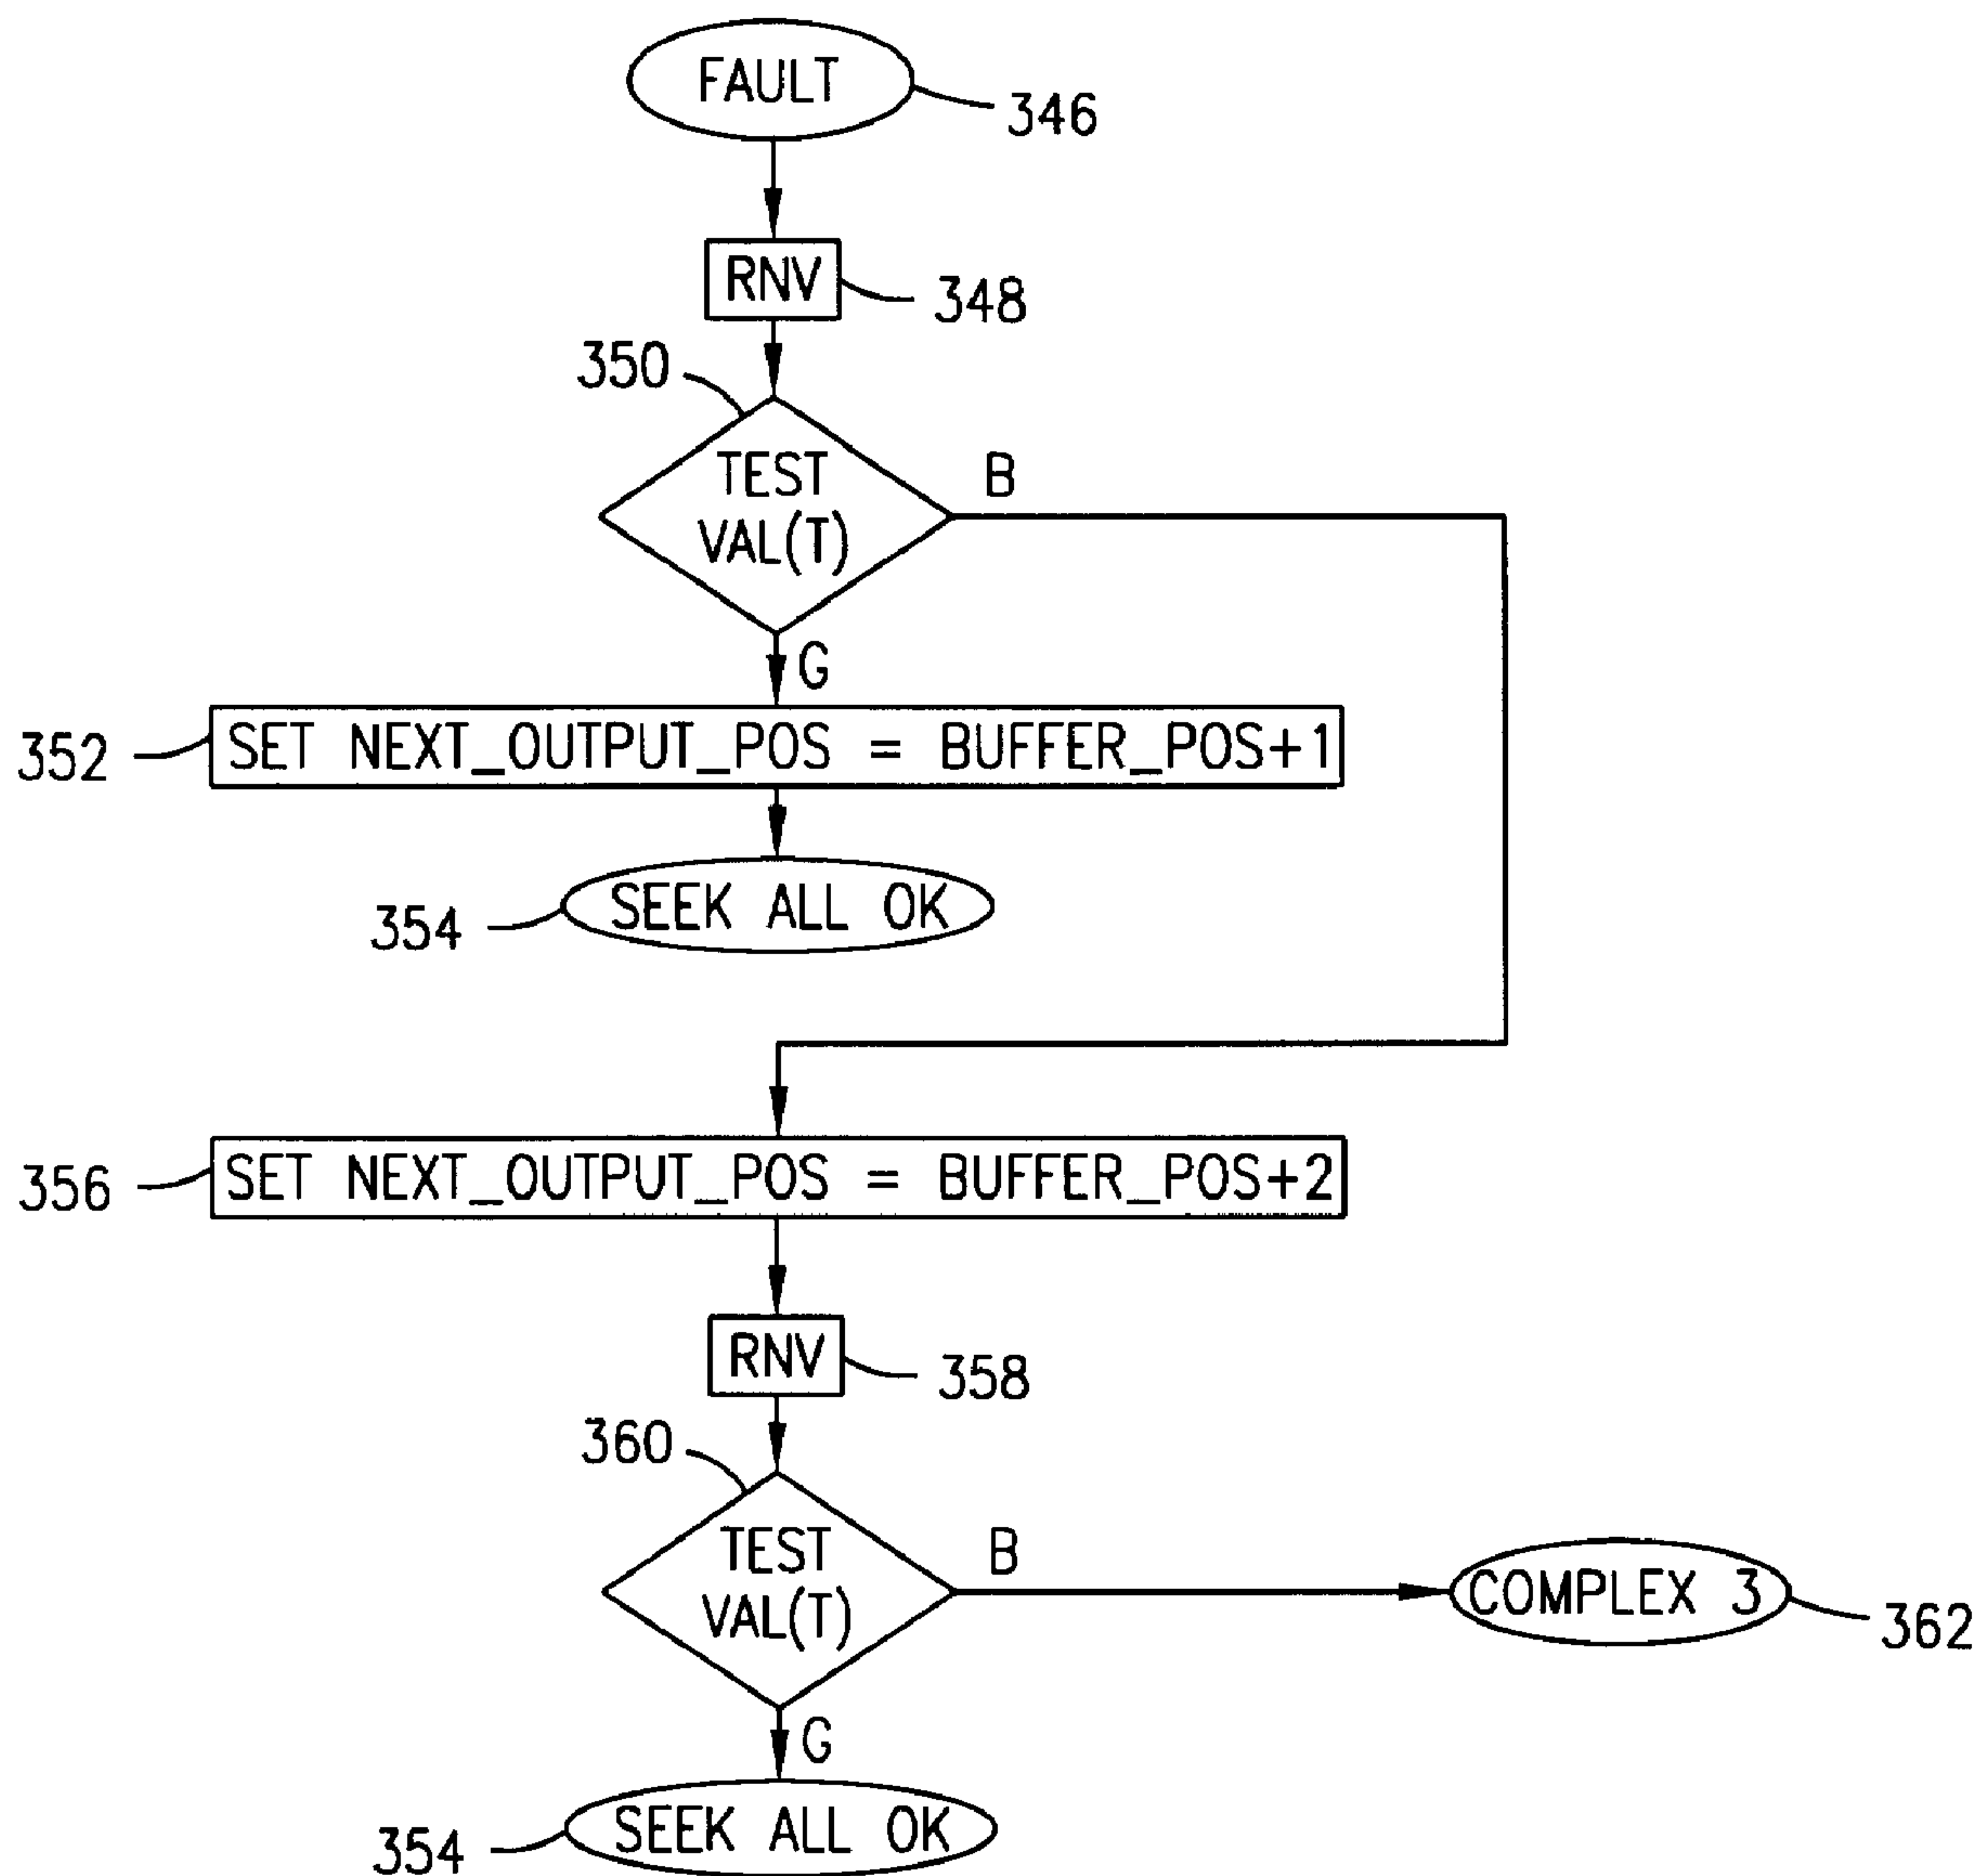 FAULT
346
RNV
348
350
TEST
VAL(T)
B
G
352
SET NEXT_OUTPUT_POS = BUFFER_POS+1
SEEK ALL OK
354
356
SET NEXT_OUTPUT_POS = BUFFER_POS+2
RNV
358
360
TEST
VAL(T)
B
COMPLEX 3
362
G
SEEK ALL OK
354